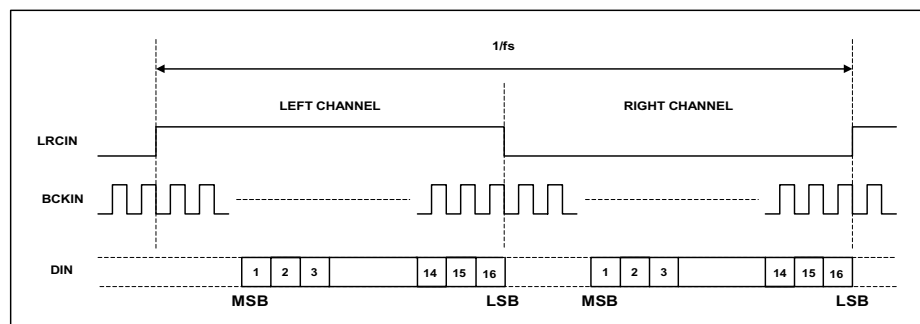 1/fs
LEFT CHANNEL RIGHT CHANNEL
LRCIN
BCKIN
DIN 1 2 3 14 15 16 1 2 3 14 15 16
MSB LSB MSB LSB